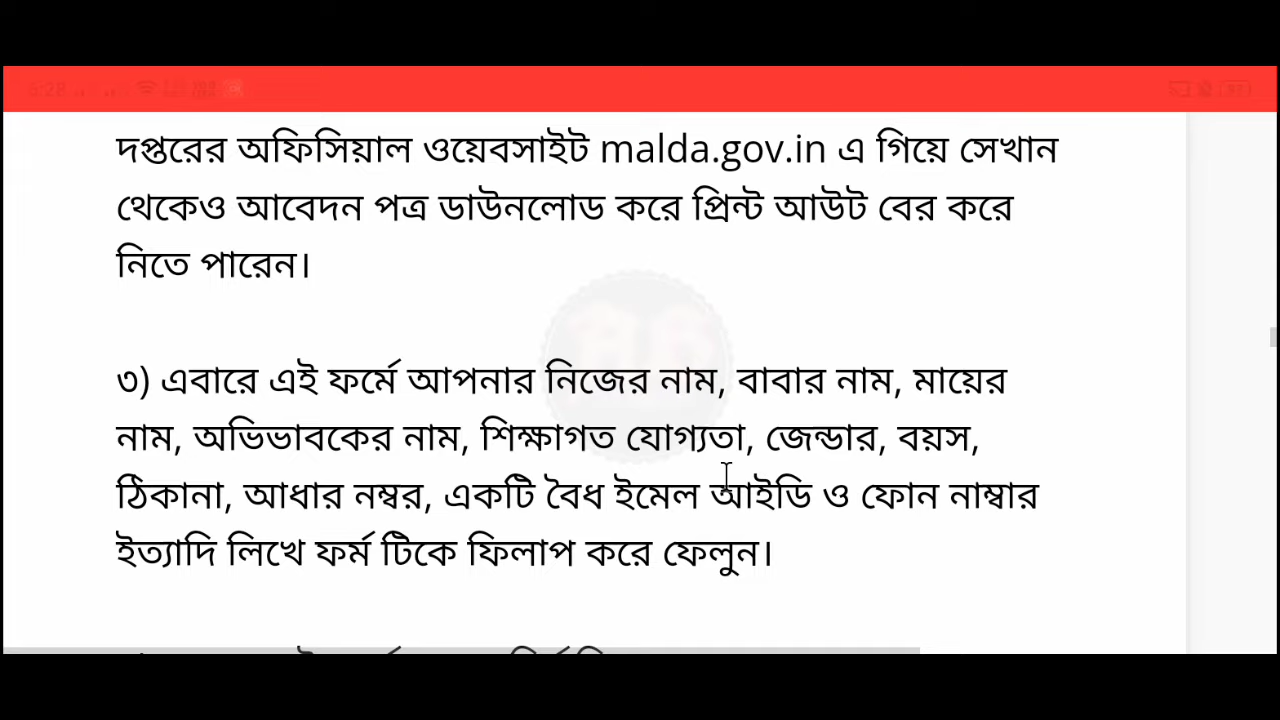 দপ্তরের অফিসিয়াল ওয়েবসাইট malda.gov.in এ গিয়ে সেখান
থেকেও আবেদন পত্র ডাউনলোড করে প্রিন্ট আউট বের করে
নিতে পারেন।
৩) এবারে এই ফর্মে আপনার নিজের নাম, বাবার নাম, মায়ের
নাম, অভিভাবকের নাম, শিক্ষাগত যোগ্যতা, জেন্ডার, বয়স,
ঠিকানা, আধার নম্বর, একটি বৈধ ইমেল আইডি ও ফোন নাম্বার
ইত্যাদি লিখে ফর্ম টিকে ফিলাপ করে ফেলুন।